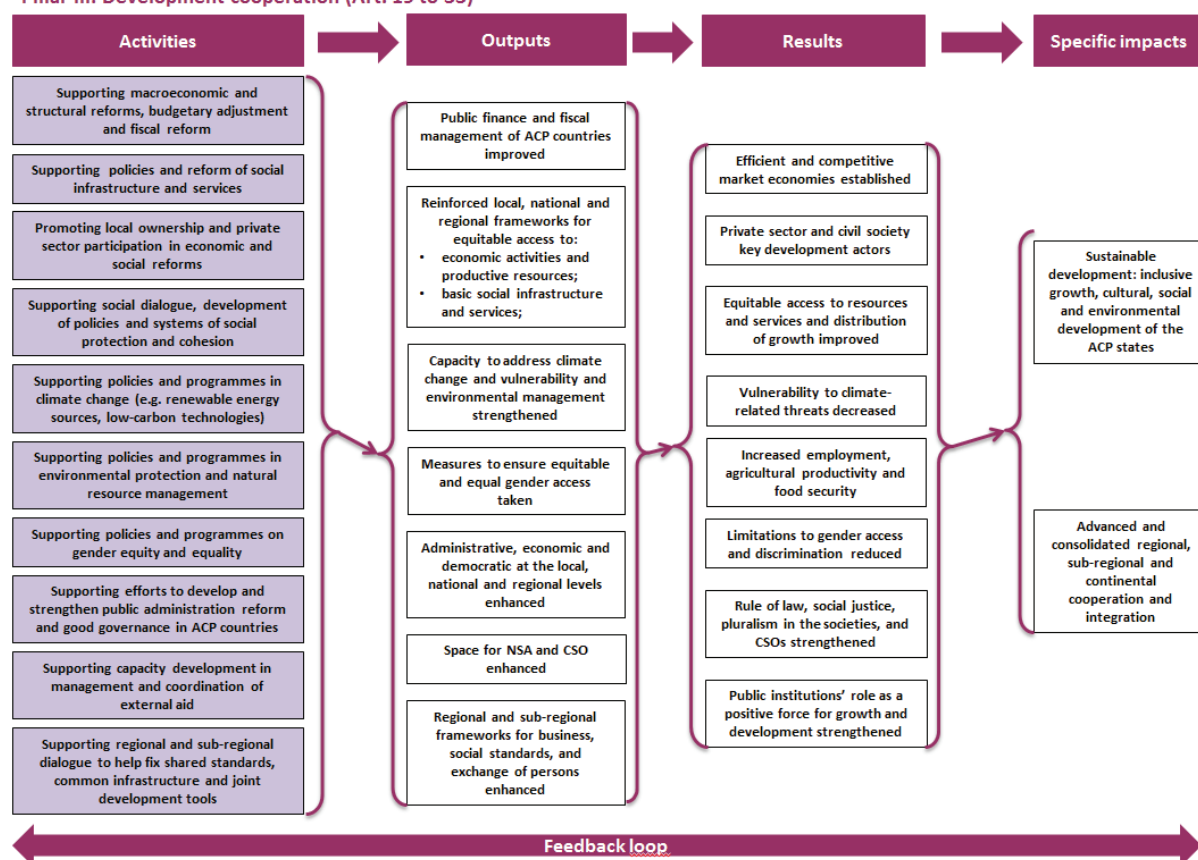 Pillar III: Development cooperation (Art. 19 to 35)
Activities
Outputs
Results
Specific impacts
Supporting macroeconomic and
structural reforms, budgetary adjustment
and fiscal reform
Supporting policies and reform of social
infrastructure and services
Promoting local ownership and private
sector participation in economic and
social reforms
Supporting social dialogue, development
of policies and systems of social
protection and cohesion
Supporting policies and programmes in
climate change (e.g. renewable energy
sources, low-carbon technologies)
Supporting policies and programmes in
environmental protection and natural
resource management
Supporting policies and programmes on
gender equity and equality
Supporting efforts to develop and
strengthen public administration reform
and good governance in ACP countries
Supporting capacity development in
management and coordination of
external aid
Supporting regional and sub-regional
dialogue to help fix shared standards,
common infrastructure and joint
development tools
Public finance and fiscal
management of ACP countries
improved
Reinforced local, national and
regional frameworks for
equitable access to:
• economic activities and
productive resources;
• basic social infrastructure
and services;
Capacity to address climate
change and vulnerability and
environmental management
strengthened
Measures to ensure equitable
and equal gender access
taken
Administrative, economic and
democratic at the local,
national and regional levels
enhanced
Space for NSA and CSO
enhanced
Regional and sub-regional
frameworks for business,
social standards, and
exchange of persons
enhanced
Efficient and competitive
market economies established
Private sector and civil society
key development actors
Equitable access to resources
and services and distribution
of growth improved
Vulnerability to climate-
related threats decreased
Increased employment,
agricultural productivity and
food security
Limitations to gender access
and discrimination reduced
Rule of law, social justice,
pluralism in the societies, and
CSOs strengthened
Public institutions' role as a
positive force for growth and
development strengthened
Sustainable
development: inclusive
growth, cultural, social
and environmental
development of the
ACP states
Advanced and
consolidated regional,
sub-regional and
continental
cooperation and
integration
Feedback loop